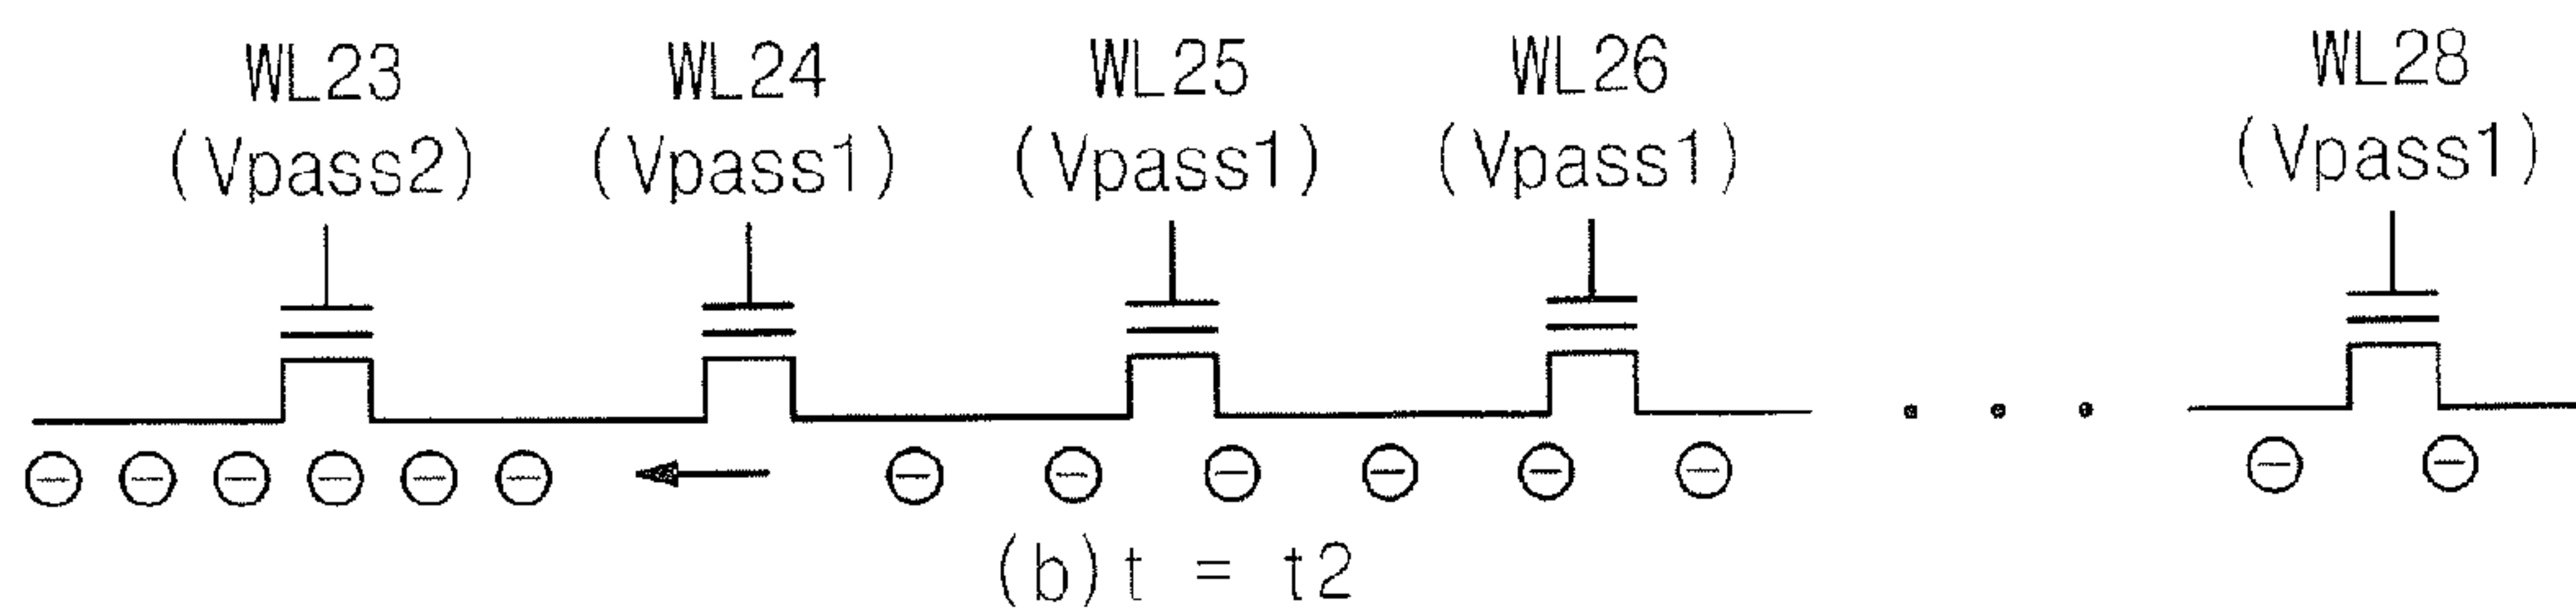 WL23 WL24 WL25 WL26 WL28
(Vpass2) (Vpass1) (Vpass1) (Vpass1) (Vpass1)
(b) t = t2